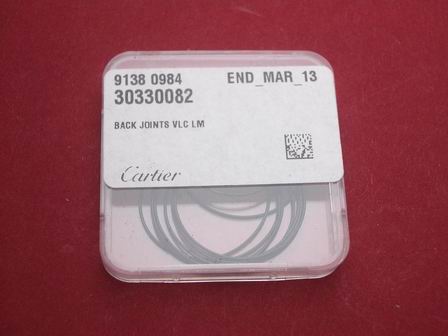 9138 0984 END_MAR_13
30330082
BACK JOINTS VLC LM
Cartier